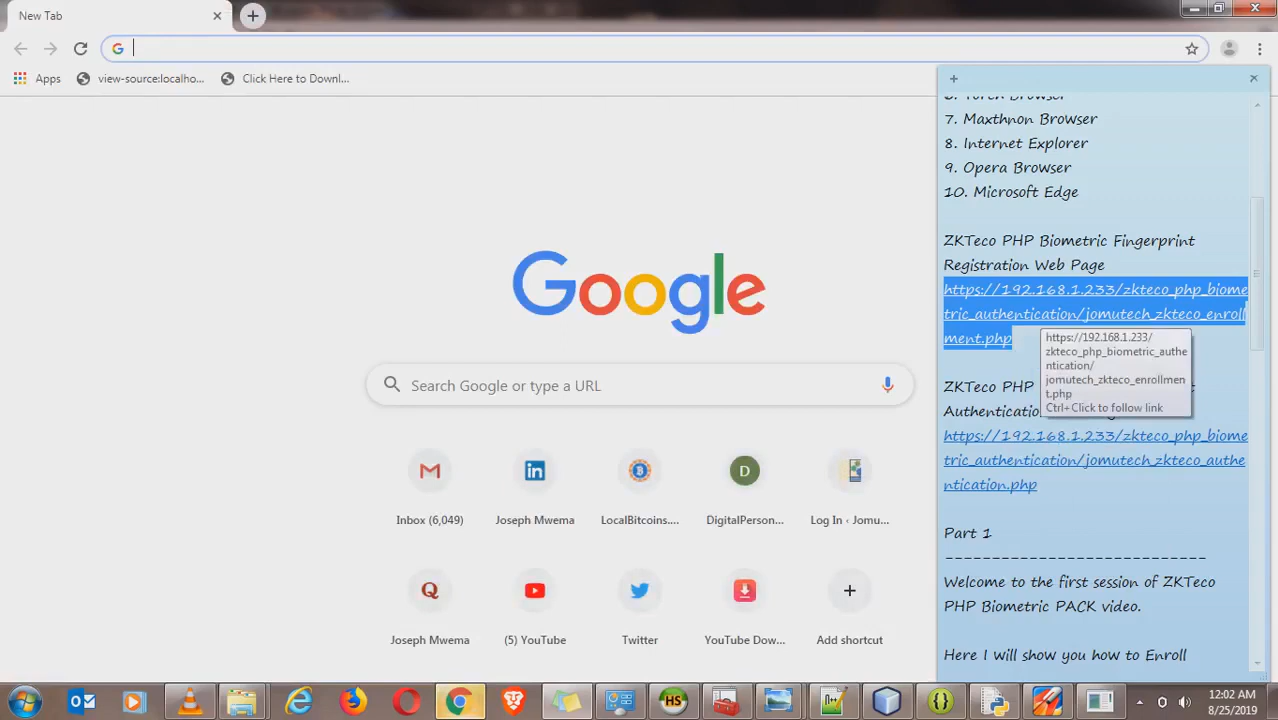 New Tab
view-source:localho...
Click Here to Downl...
Apps
7. Maxthnon Browser
8. Internet Explorer
9. Opera Browser
10. Microsoft Edge
ZKTeco PHP Biometric Fingerprint
Registration Web Page
https://192.168.1.233/zkteco_php_biome
tric_authentication/jomutech_zkteco_enroll
ment.php
https://192.168.1.233/
zkteco_php_biometric_authe
ntication/
jomutech_zkteco_enrollmen
t.php
Ctrl+Click to follow link
ZKTeco PHP
Authentication
https://192.168.1.233/zkteco_php_biome
tric_authentication/jomutech_zkteco_authe
ntication.php
Part 1
----------------------------
Welcome to the first session of ZKTeco
PHP Biometric PACK video.
Here I will show you how to Enroll
Google
Search Google or type a URL
Inbox (6,049)
Joseph Mwema
LocalBitcoins....
DigitalPerson...
Log In ‹ Jomu...
Joseph Mwema
(5) YouTube
Twitter
YouTube Dow...
Add shortcut
12:02 AM
8/25/2019